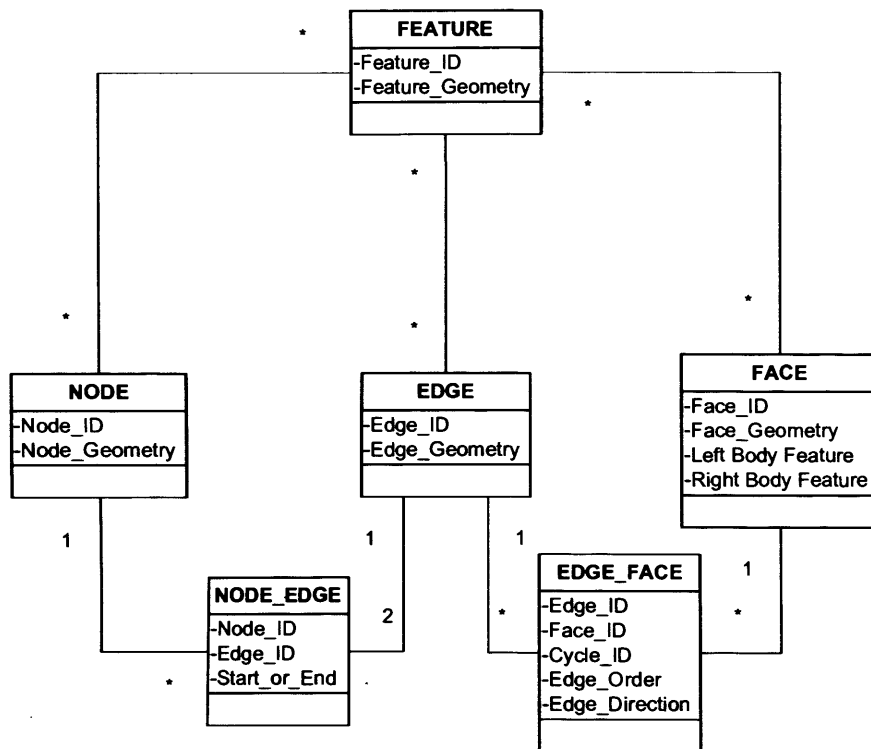 FEATURE
-Feature_ID
-Feature_Geometry
*
*
*
*
*
*
NODE
-Node_ID
-Node_Geometry
EDGE
-Edge_ID
-Edge_Geometry
FACE
-Face_ID
-Face_Geometry
-Left Body Feature
-Right Body Feature
1
1
1
1
NODE_EDGE
-Node_ID
-Edge_ID
-Start_or_End
2
*
EDGE_FACE
-Edge_ID
-Face_ID
-Cycle_ID
-Edge_Order
-Edge_Direction
*
*